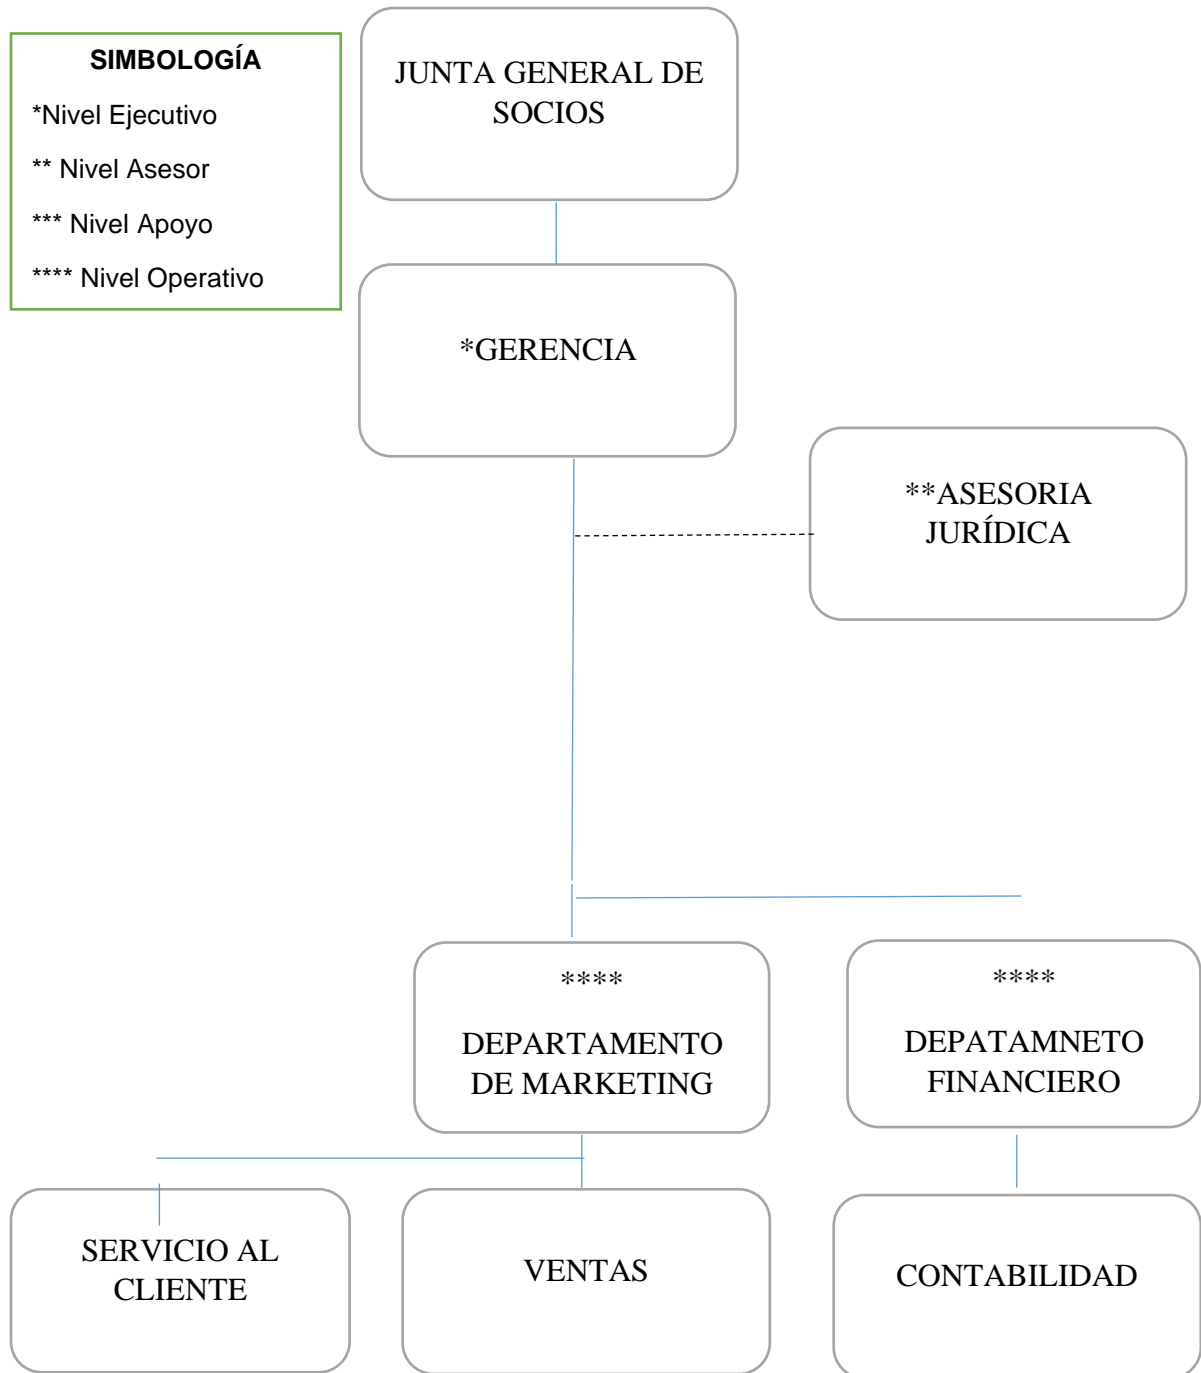 SIMBOLOGÍA
*Nivel Ejecutivo
** Nivel Asesor
*** Nivel Apoyo
**** Nivel Operativo
JUNTA GENERAL DE
SOCIOS
*GERENCIA
**ASESORIA
JURÍDICA
****
DEPARTAMENTO
DE MARKETING
****
DEPATAMNETO
FINANCIERO
SERVICIO AL
CLIENTE
VENTAS
CONTABILIDAD